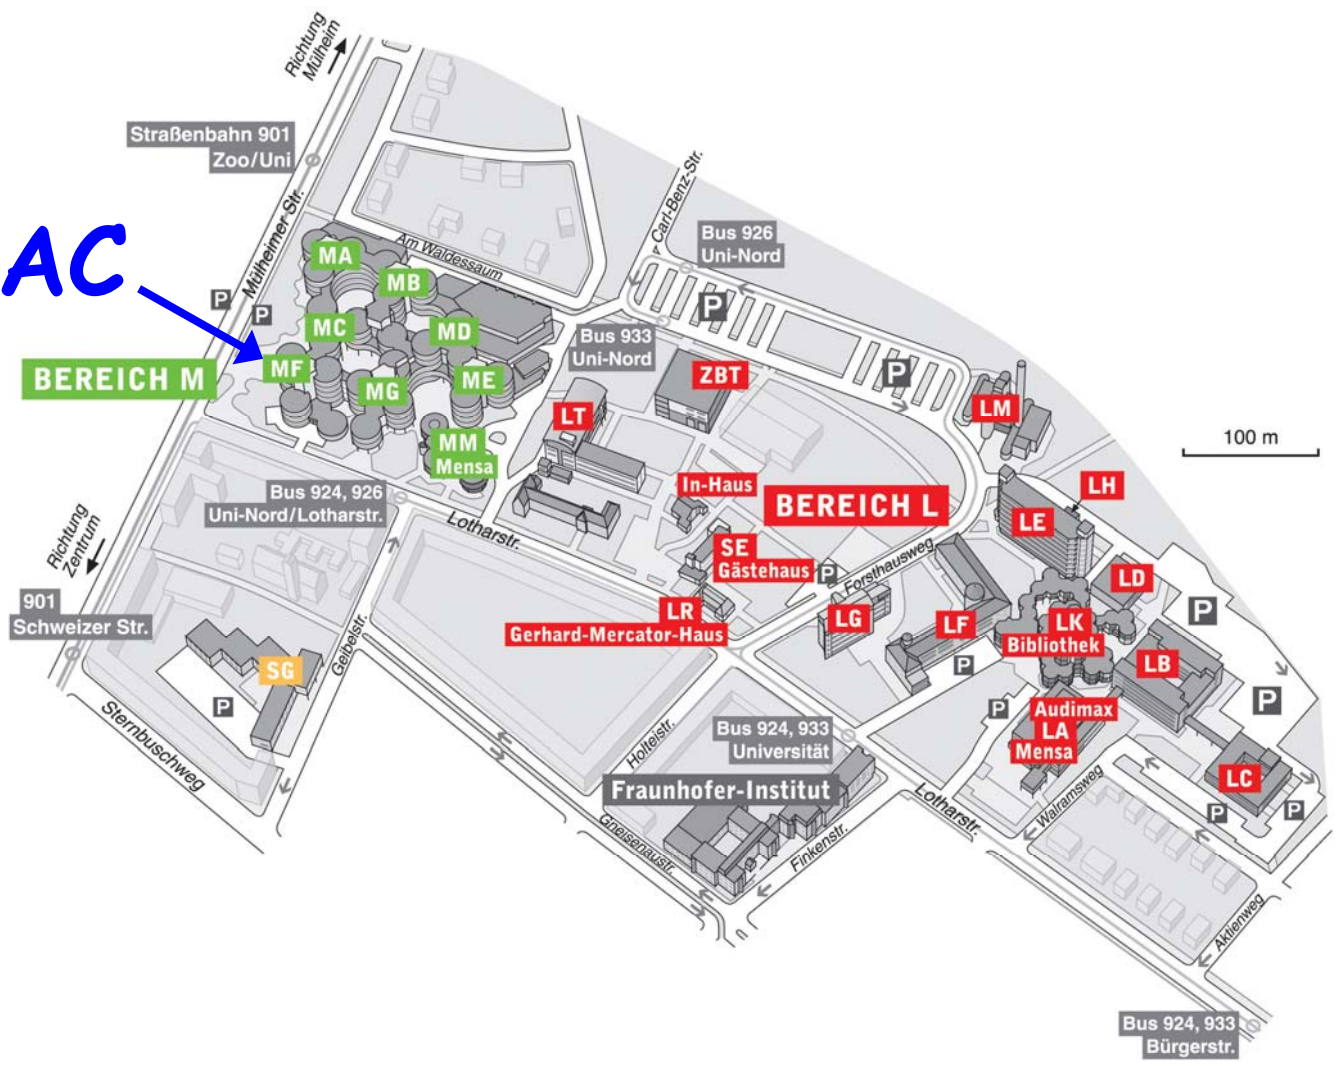 Richtung
Mülheim
Straßenbahn 901
Zoo/Uni
Mülheimer Str.
AC
P
P
BEREICH M
MA
MB
MC
MD
MF
MG
ME
MM
Mensa
Am Waldessaum
Carl-Benz-Str.
Bus 926
Uni-Nord
P
Bus 933
Uni-Nord
P
ZBT
LT
LM
100 m
In-Haus
BEREICH L
LH
LE
SE
Gästehaus
P
Forsthausweg
LD
LR
Gerhard-Mercator-Haus
LG
LF
P
LK
Bibliothek
LB
P
P
Bus 924, 926
Uni-Nord/Lotharstr.
Lotharstr.
Richtung
Zentrum
901
Schweizer Str.
SG
P
Geibelstr.
Sternbuschweg
Holteistr.
Bus 924, 933
Universität
P
Audimax
LA
Mensa
LC
P
P
Fraunhofer-Institut
Gneisenaustr.
Finkenstr.
Lotharstr.
Walramsweg
Aktienweg
Bus 924, 933
Bürgerstr.